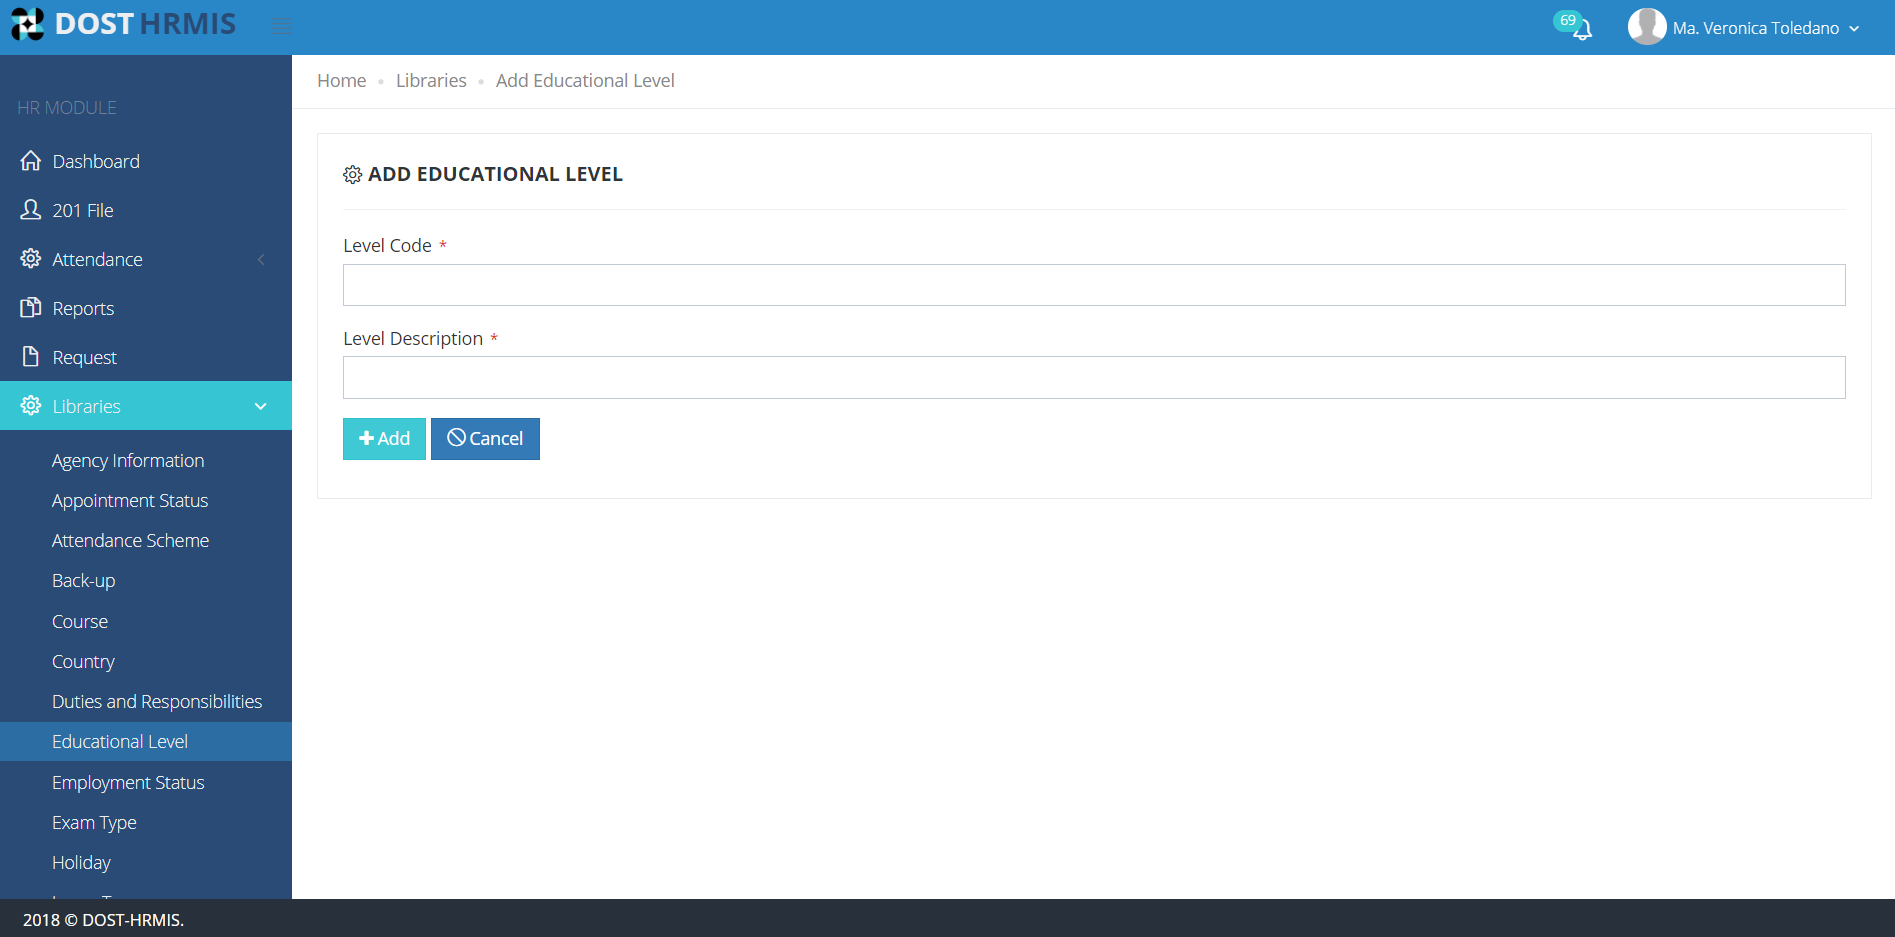 DOST HRMIS
69
Ma. Veronica Toledano
Home • Libraries • Add Educational Level
HR MODULE
Dashboard
201 File
Attendance
Reports
Request
Libraries
Agency Information
Appointment Status
Attendance Scheme
Back-up
Course
Country
Duties and Responsibilities
Educational Level
Employment Status
Exam Type
Holiday
ADD EDUCATIONAL LEVEL
Level Code *
Level Description *
Add Cancel
2018 © DOST-HRMIS.